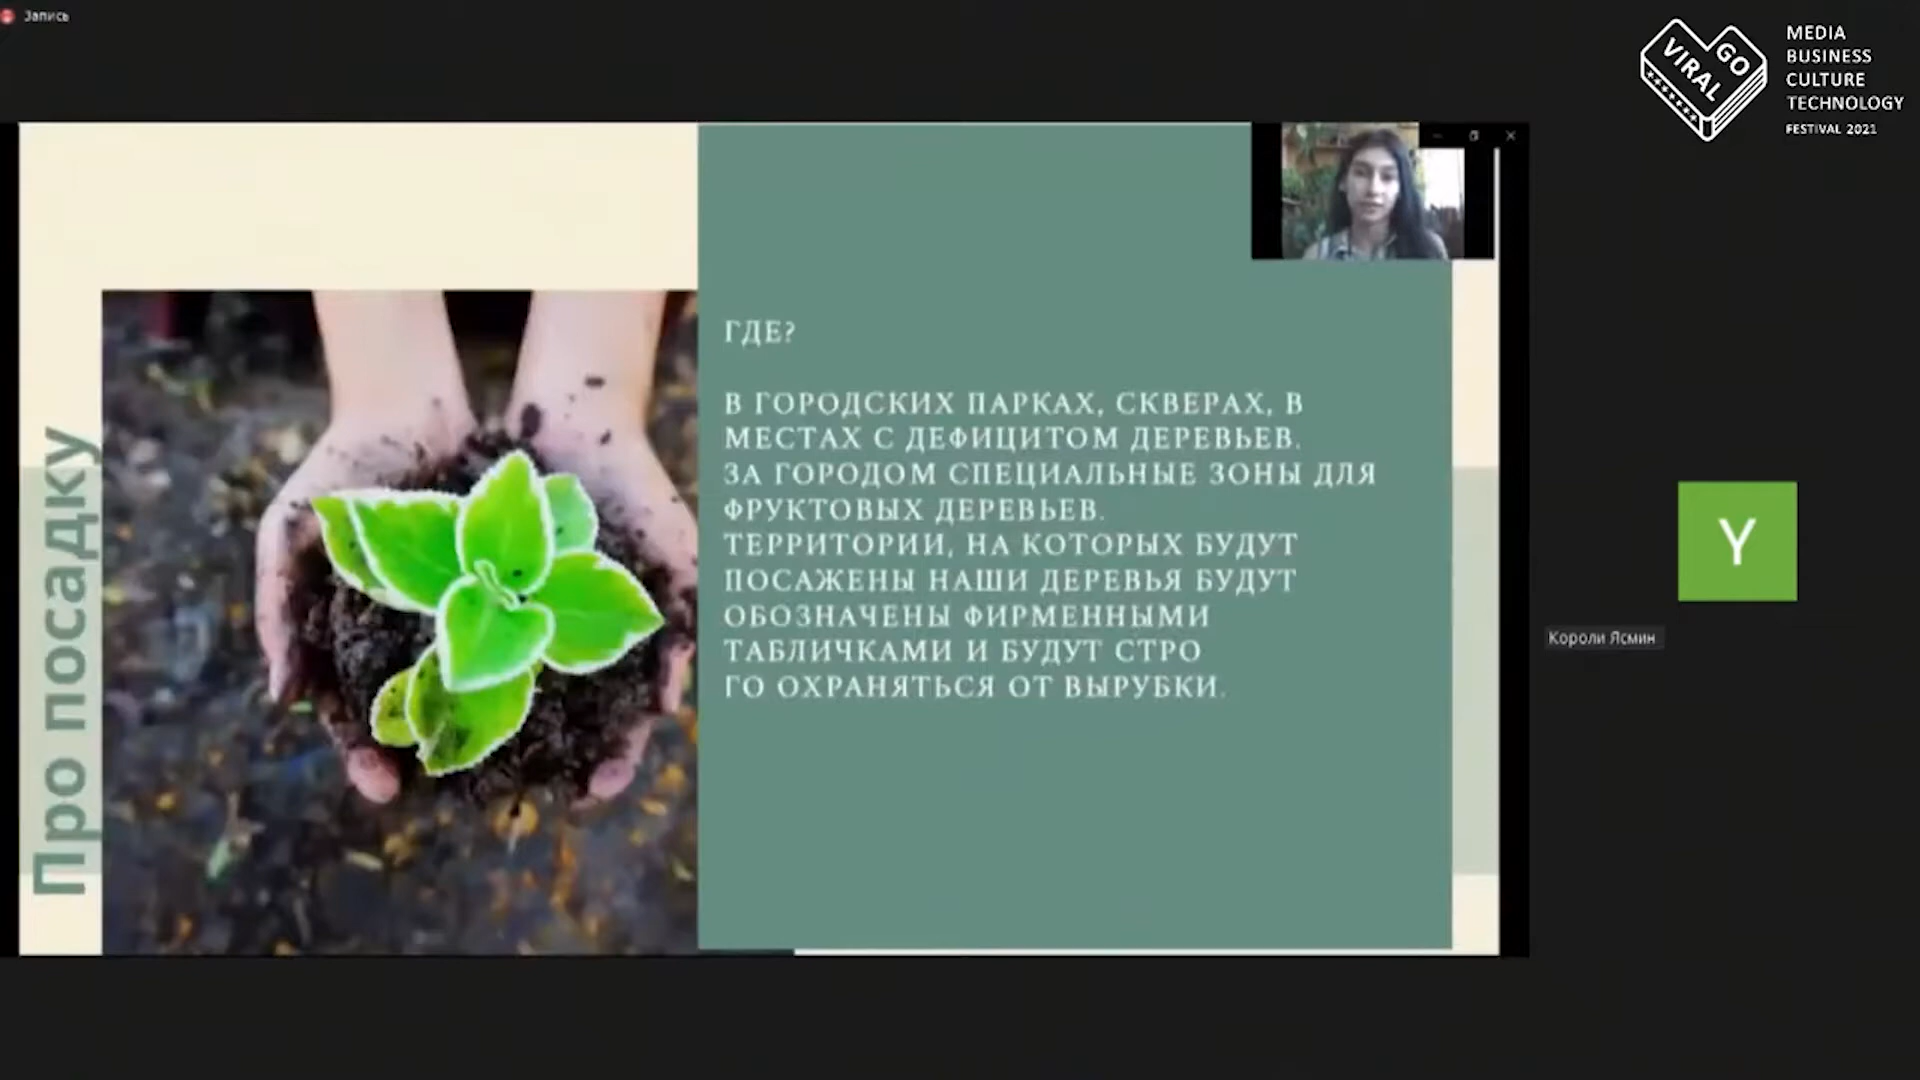 Запись
VIRAL GO
MEDIA
BUSINESS
CULTURE
TECHNOLOGY
FESTIVAL 2021
Про посадку
ГДЕ?
В ГОРОДСКИХ ПАРКАХ, СКВЕРАХ, В
МЕСТАХ С ДЕФИЦИТОМ ДЕРЕВЬЕВ.
ЗА ГОРОДОМ СПЕЦИАЛЬНЫЕ ЗОНЫ ДЛЯ
ФРУКТОВЫХ ДЕРЕВЬЕВ.
ТЕРРИТОРИИ, НА КОТОРЫХ БУДУТ
ПОСАЖЕНЫ НАШИ ДЕРЕВЬЯ БУДУТ
ОБОЗНАЧЕНЫ ФИРМЕННЫМИ
ТАБЛИЧКАМИ И БУДУТ СТРО
ГО ОХРАНЯТЬСЯ ОТ ВЫРУБКИ.
Y
Короли Ясмин